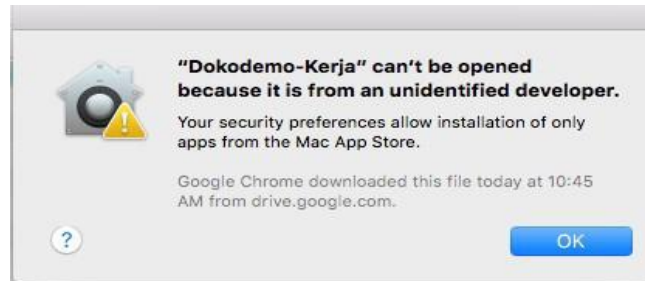 “Dokodemo-Kerja” can’t be opened
because it is from an unidentified developer.
Your security preferences allow installation of only
apps from the Mac App Store.
Google Chrome downloaded this file today at 10:45
AM from drive.google.com.
?
OK